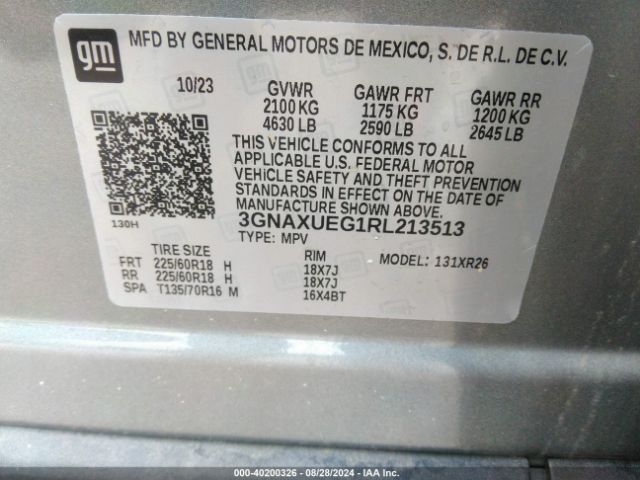 gm
MFD BY GENERAL MOTORS DE MEXICO, S. DE R.L. DE C.V.
10/23 GVWR GAWR FRT GAWR RR
2100 KG 1175 KG 1200 KG
4630 LB 2590 LB 2645 LB
THIS VEHICLE CONFORMS TO ALL
APPLICABLE U.S. FEDERAL MOTOR
VEHICLE SAFETY AND THEFT PREVENTION
STANDARDS IN EFFECT ON THE DATE OF
MANUFACTURE SHOWN ABOVE.
130H
3GNAXUEG1RL213513
TYPE: MPV
TIRE SIZE RIM MODEL: 131XR26
FRT 225/60R18 H 18X7J
RR 225/60R18 H 18X7J
SPA T135/70R16 M 16X4BT
000-40200326 | 08/28/2024 | IAA Inc.